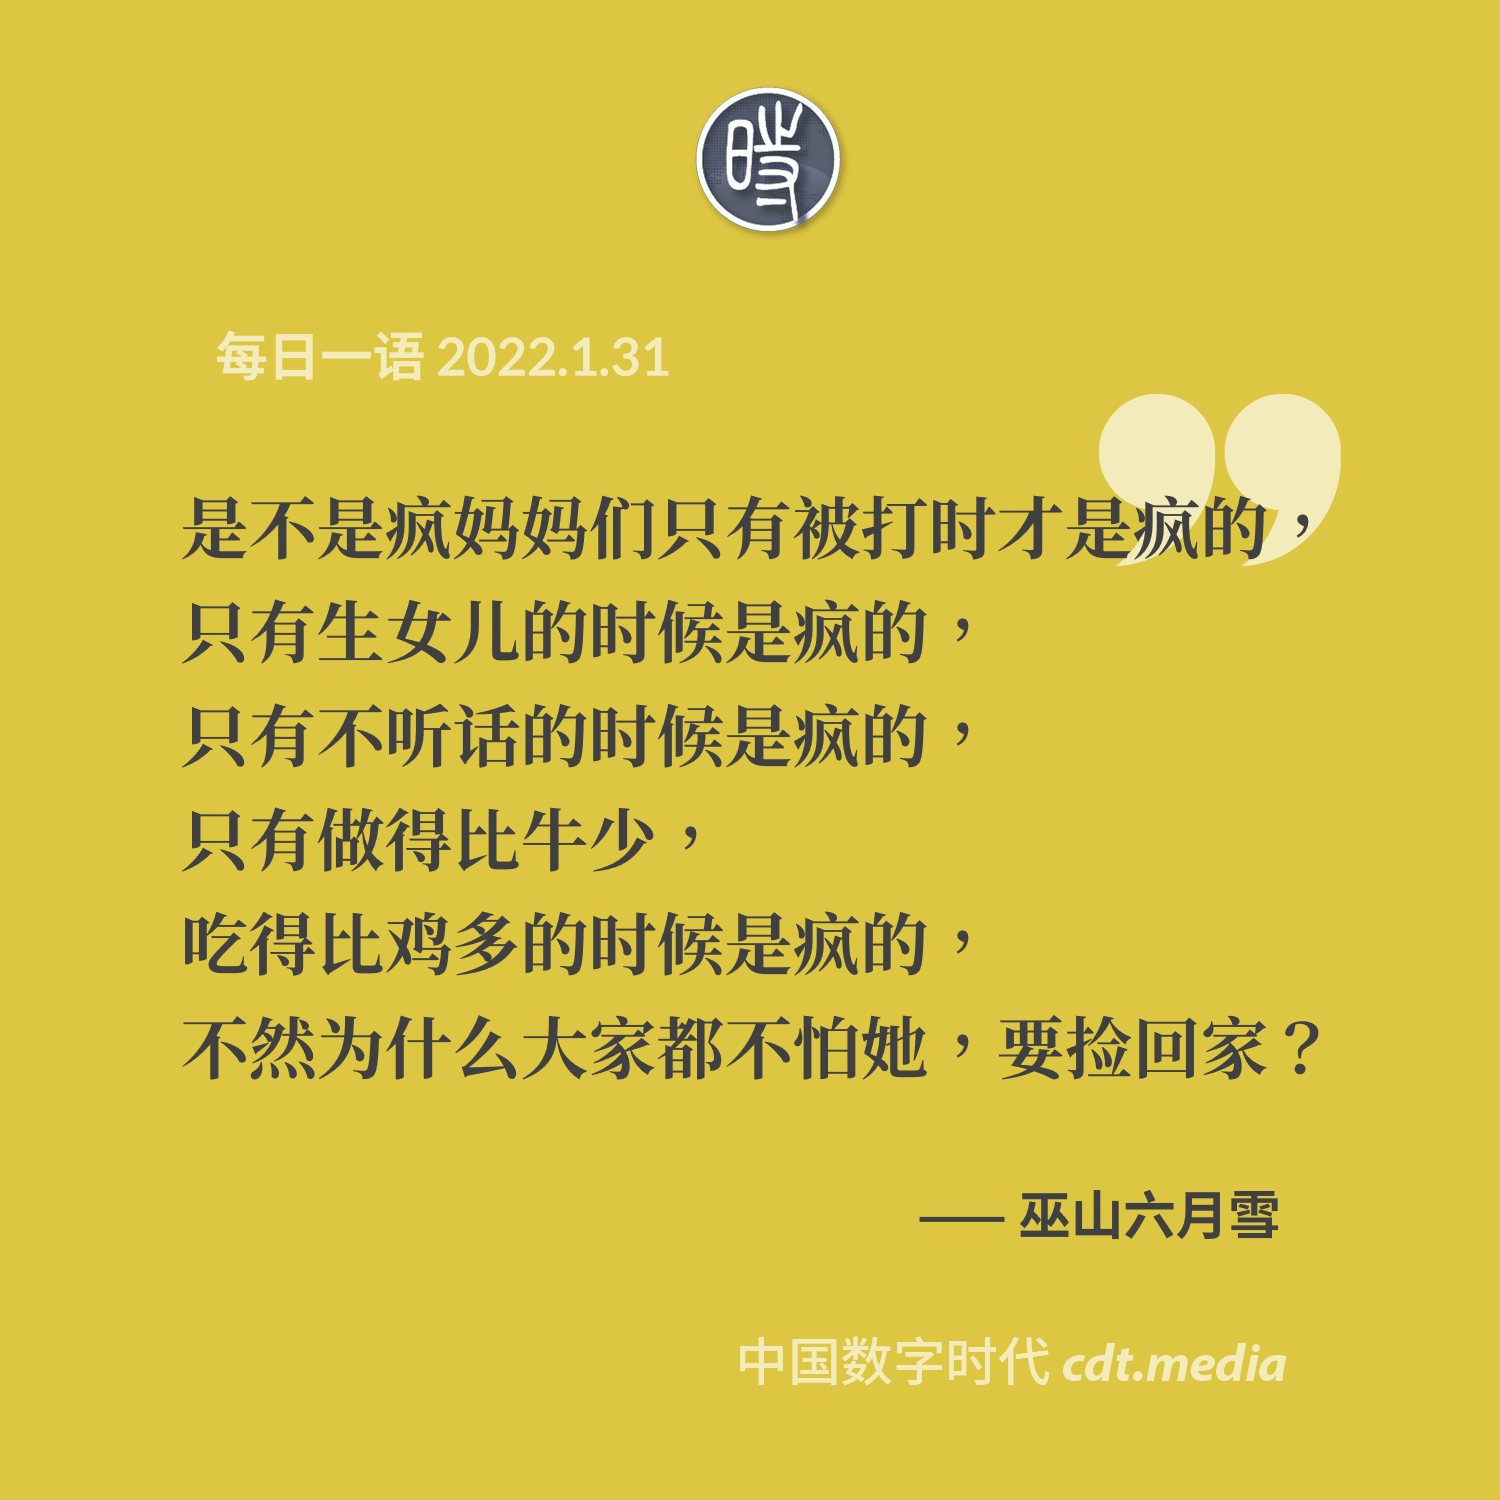 時
每日一语 2022.1.31
是不是疯妈妈们只有被打时才是疯的，
只有生女儿的时候是疯的，
只有不听话的时候是疯的，
只有做得比牛少，
吃得比鸡多的时候是疯的，
不然为什么大家都不怕她，要捡回家？
—— 巫山六月雪
中国数字时代 cdt.media